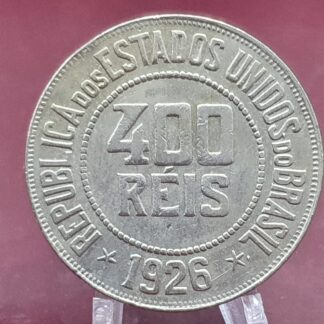 REPUBLICA DOS ESTADOS UNIDOS DO BRASIL
400
RÉIS
★ 1926 ★